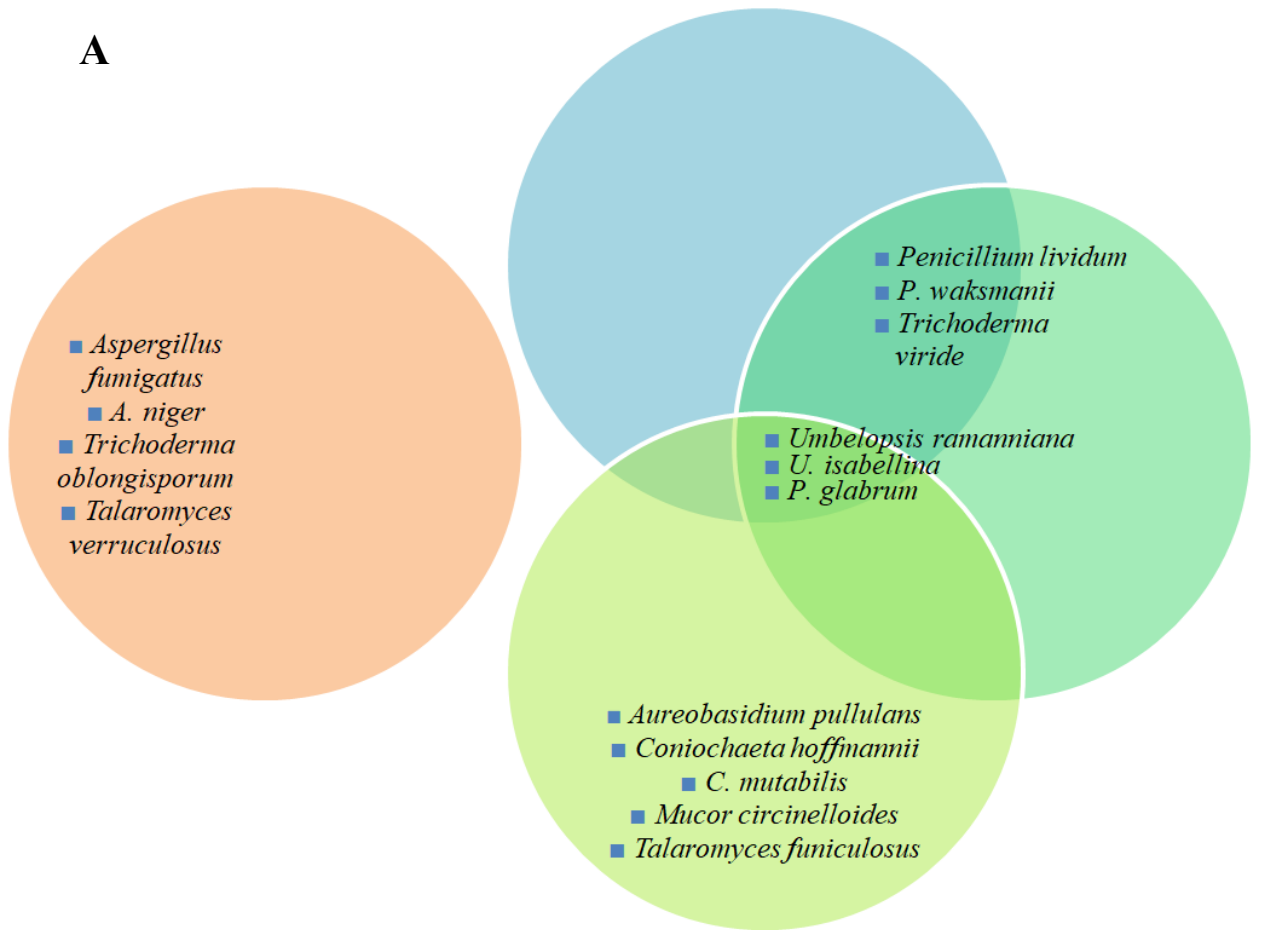 A
Penicillium lividum
P. waksmanii
Trichoderma
viride
Aspergillus
fumigatus
A. niger
Trichoderma
oblongisporum
Talaromyces
verruculosus
Umbelopsis ramanniana
U. isabellina
P. glabrum
Aureobasidium pullulans
Coniochaeta hoffmannii
C. mutabilis
Mucor circinelloides
Talaromyces funiculosus